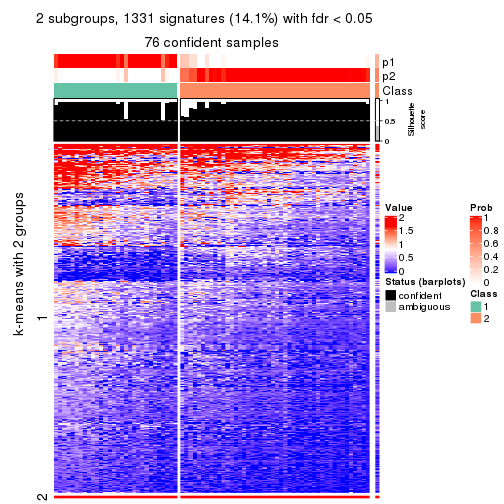 2 subgroups, 1331 signatures (14.1%) with fdr < 0.05
76 confident samples
p1
p2
Class
1
0.5
0
Silhouette
score
k-means with 2 groups
1
2
Value
2
1.5
1
0.5
0
Status (barplots)
confident
ambiguous
Prob
1
0.8
0.6
0.4
0.2
0
Class
1
2